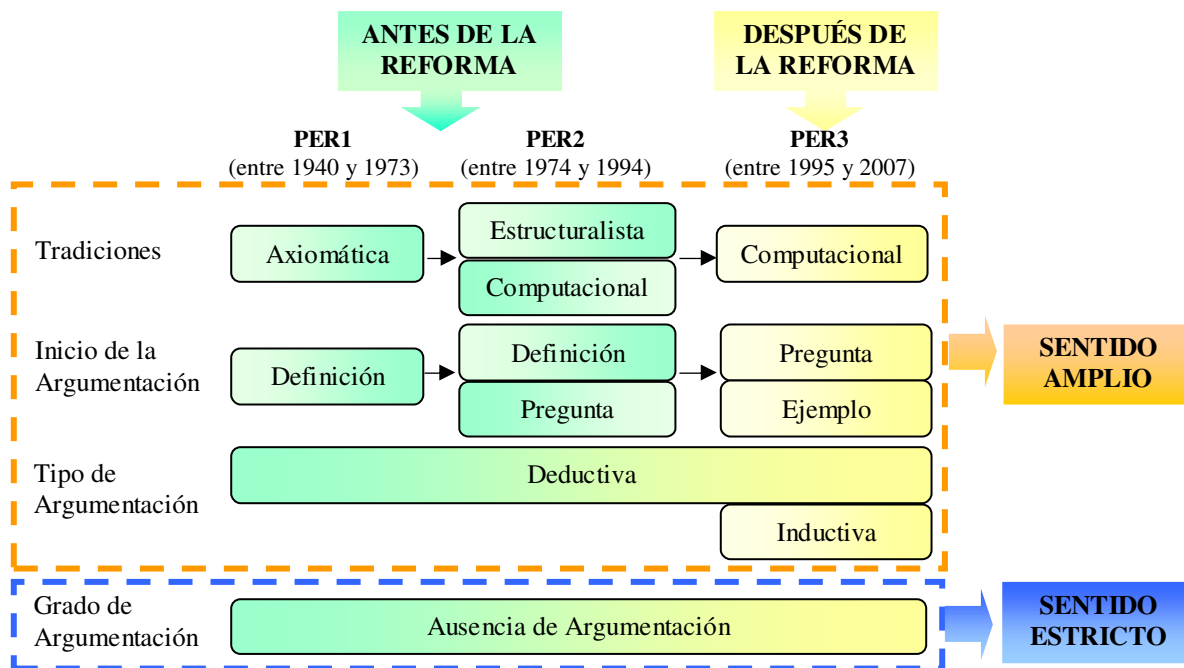 ANTES DE LA
REFORMA
DESPUÉS DE
LA REFORMA
PER1
(entre 1940 y 1973)
PER2
(entre 1974 y 1994)
PER3
(entre 1995 y 2007)
Tradiciones
Axiomática
Estructuralista
Computacional
Computacional
Inicio de la
Argumentación
Definición
Definición
Pregunta
Pregunta
Ejemplo
SENTIDO
AMPLIO
Tipo de
Argumentación
Deductiva
Inductiva
Grado de
Argumentación
Ausencia de Argumentación
SENTIDO
ESTRICTO